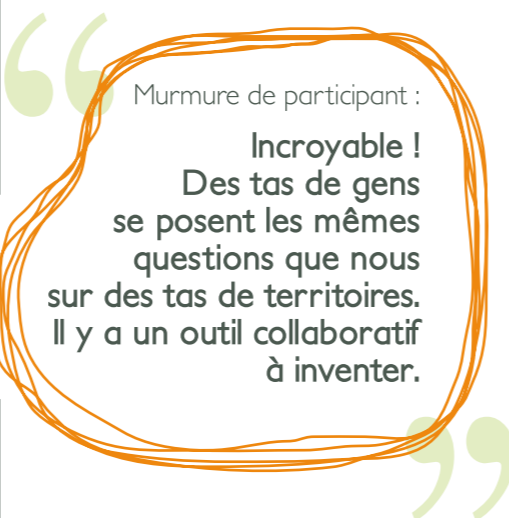 Murmure de participant :
Incroyable !
Des tas de gens
se posent les mêmes
questions que nous
sur des tas de territoires.
Il y a un outil collaboratif
à inventer.